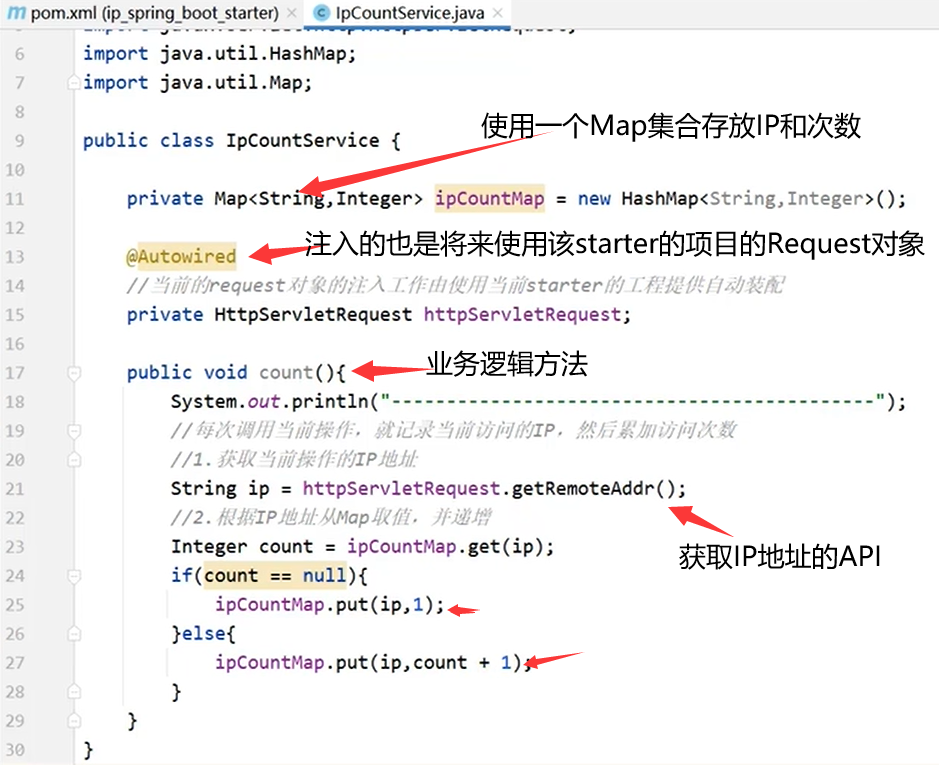 pom.xml (ip_spring_boot_starter) IpCountService.java
6 import java.util.HashMap;
7 import java.util.Map;
8
9 public class IpCountService {
使用一个Map集合存放IP和次数
10
11 private Map<String,Integer> ipCountMap = new HashMap<String,Integer>();
12
13 @Autowired
注入的也是将来使用该starter的项目的Request对象
14 //当前的request对象的注入工作由使用当前starter的工程提供自动装配
15 private HttpServletRequest httpServletRequest;
16
17 public void count(){
业务逻辑方法
18 System.out.println("--------------------------------------------");
19 //每次调用当前操作，就记录当前访问的IP，然后累加访问次数
20 //1.获取当前操作的IP地址
21 String ip = httpServletRequest.getRemoteAddr();
22 //2.根据IP地址从Map取值，并递增
获取IP地址的API
23 Integer count = ipCountMap.get(ip);
24 if(count == null){
25 ipCountMap.put(ip,1);
26 }else{
27 ipCountMap.put(ip,count + 1);
28 }
29 }
30 }